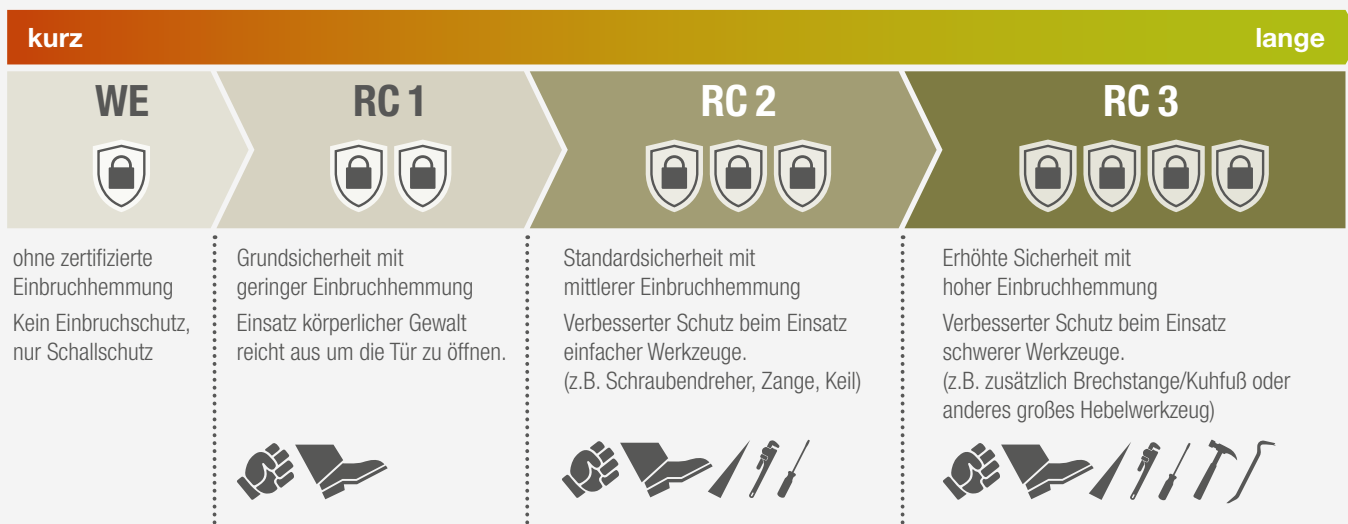 kurz
lange
WE
RC 1
RC 2
RC 3
ohne zertifizierte
Einbruchhemmung
Kein Einbruchschutz,
nur Schallschutz
Grundsicherheit mit
geringer Einbruchhemmung
Einsatz körperlicher Gewalt
reicht aus um die Tür zu öffnen.
Standardsicherheit mit
mittlerer Einbruchhemmung
Verbesserter Schutz beim Einsatz
einfacher Werkzeuge.
(z.B. Schraubendreher, Zange, Keil)
Erhöhte Sicherheit mit
hoher Einbruchhemmung
Verbesserter Schutz beim Einsatz
schwerer Werkzeuge.
(z.B. zusätzlich Brechstange/Kuhfuß oder
anderes großes Hebelwerkzeug)